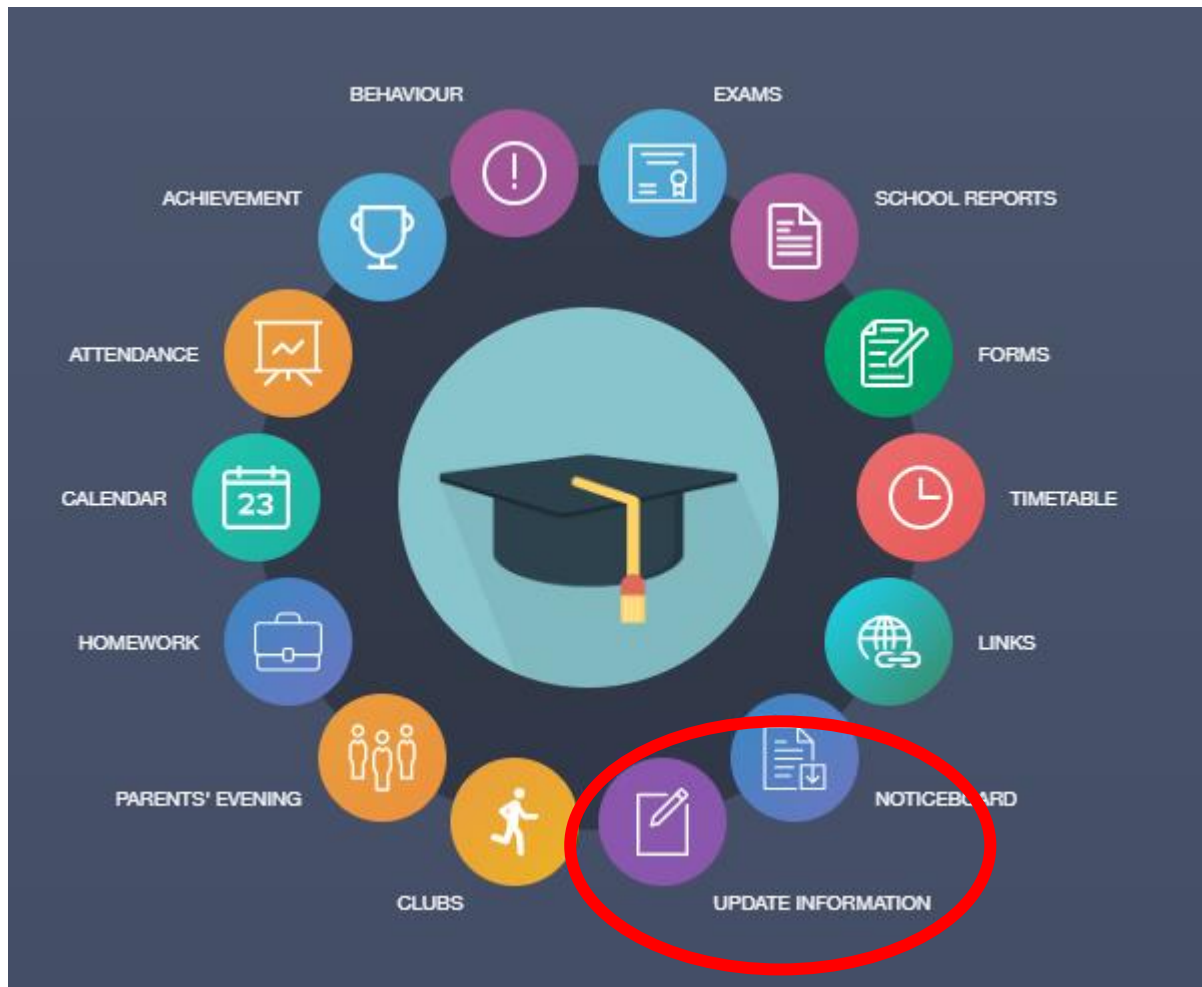 BEHAVIOUR
EXAMS
ACHIEVEMENT
SCHOOL REPORTS
ATTENDANCE
FORMS
CALENDAR
23
TIMETABLE
HOMEWORK
LINKS
PARENTS' EVENING
NOTICEBOARD
CLUBS
UPDATE INFORMATION